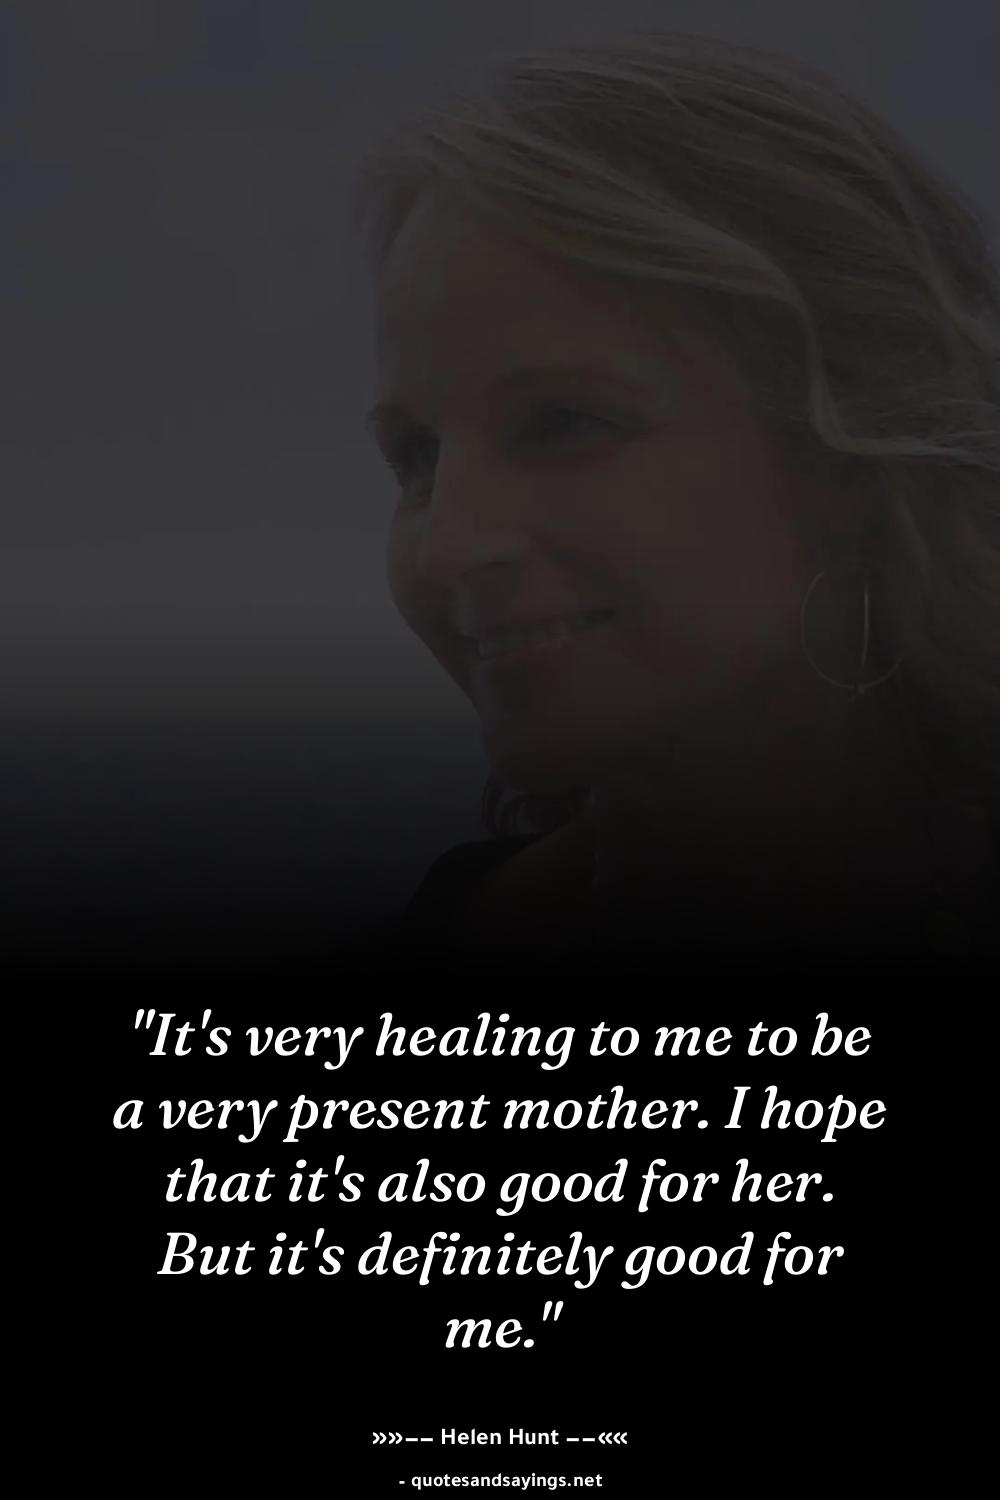 "It's very healing to me to be
a very present mother. I hope
that it's also good for her.
But it's definitely good for
me."
»»−− Helen Hunt −−««
- quotesandsayings.net